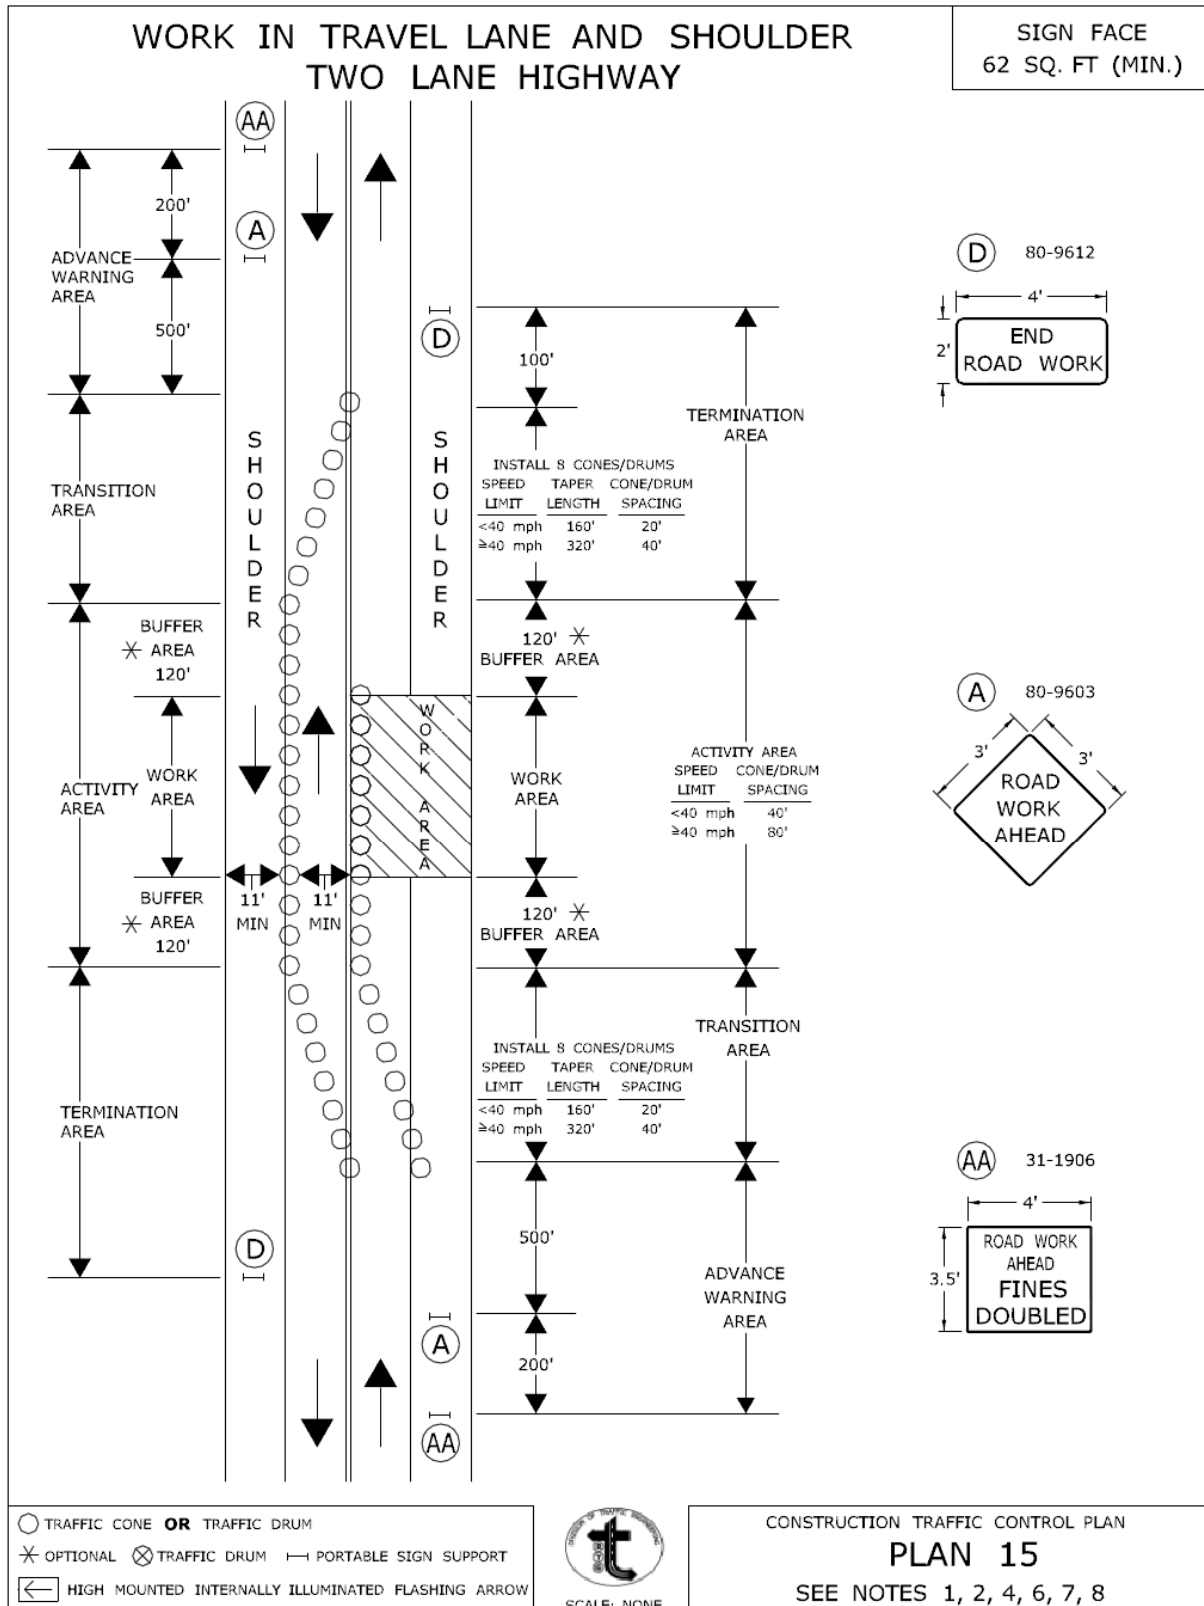 WORK IN TRAVEL LANE AND SHOULDER
TWO LANE HIGHWAY
SIGN FACE
62 SQ. FT (MIN.)
AA
200'
A
ADVANCE
WARNING
AREA
500'
D
100'
TERMINATION
AREA
SHOULDER
SHOULDER
TRANSITION
AREA
INSTALL 8 CONES/DRUMS
SPEED TAPER CONE/DRUM
LIMIT LENGTH SPACING
<40 mph 160' 20'
≥40 mph 320' 40'
BUFFER
* AREA
120'
120' *
BUFFER AREA
WORK AREA
ACTIVITY
AREA
WORK
AREA
WORK
AREA
ACTIVITY AREA
SPEED CONE/DRUM
LIMIT SPACING
<40 mph 40'
≥40 mph 80'
BUFFER
* AREA
120'
11'
MIN
11'
MIN
120' *
BUFFER AREA
TRANSITION
AREA
INSTALL 8 CONES/DRUMS
SPEED TAPER CONE/DRUM
LIMIT LENGTH SPACING
<40 mph 160' 20'
≥40 mph 320' 40'
TERMINATION
AREA
D
500'
ADVANCE
WARNING
AREA
A
200'
AA
D 80-9612
4'
2'
END
ROAD WORK
A 80-9603
3' 3'
ROAD
WORK
AHEAD
AA 31-1906
4'
3.5'
ROAD WORK
AHEAD
FINES
DOUBLED
TRAFFIC CONE OR TRAFFIC DRUM
* OPTIONAL TRAFFIC DRUM PORTABLE SIGN SUPPORT
HIGH MOUNTED INTERNALLY ILLUMINATED FLASHING ARROW
DIVISION OF TRAFFIC ENGINEERING
SCALE: NONE
CONSTRUCTION TRAFFIC CONTROL PLAN
PLAN 15
SEE NOTES 1, 2, 4, 6, 7, 8